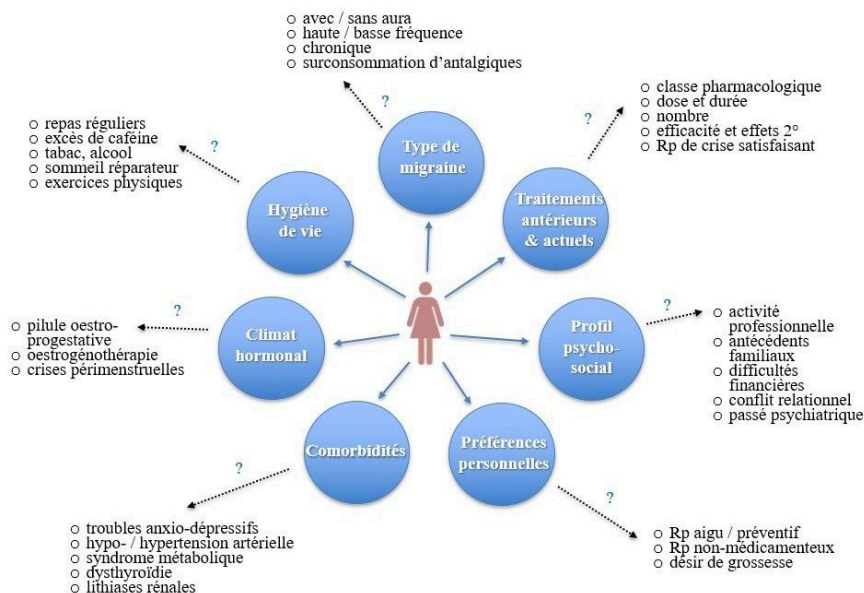 o avec / sans aura
o haute / basse fréquence
o chronique
o surconsommation d'antalgiques
?
Type de
migraine
o classe pharmacologique
o dose et durée
o nombre
o efficacité et effets 2°
o Rp de crise satisfaisant
?
Traitements
antérieurs
& actuels
o repas réguliers
o excès de caféine
o tabac, alcool
o sommeil réparateur
o exercices physiques
?
Hygiène
de vie
?
o pilule oestro-
progestative
o oestrogénothérapie
o crises périmenstruelles
Climat
hormonal
Profil
psycho-
social
?
o activité
professionnelle
o antécédents
familiaux
o difficultés
financières
o conflit relationnel
o passé psychiatrique
Comorbidités
?
o troubles anxio-dépressifs
o hypo- / hypertension artérielle
o syndrome métabolique
o dysthyroïdie
o lithiases rénales
Préférences
personnelles
?
o Rp aigu / préventif
o Rp non-médicamenteux
o désir de grossesse